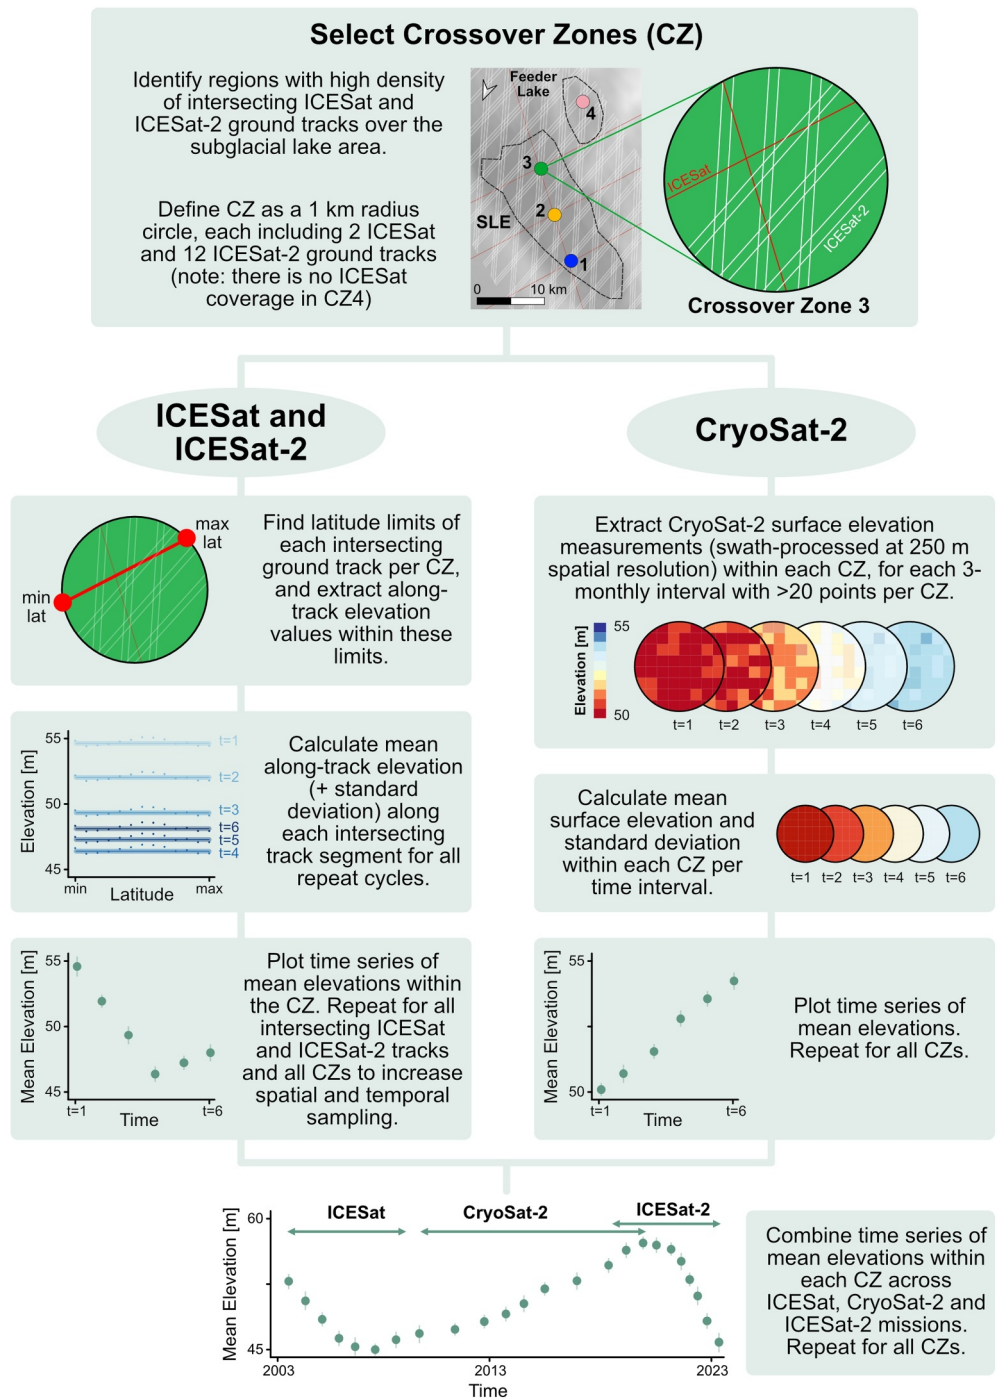 Select Crossover Zones (CZ)
Identify regions with high density
of intersecting ICESat and
ICESat-2 ground tracks over the
subglacial lake area.
Define CZ as a 1 km radius
circle, each including 2 ICESat
and 12 ICESat-2 ground tracks
(note: there is no ICESat
coverage in CZ4)
Feeder
Lake
4
3
2
SLE
1
0
10 km
ICESat
ICESat-2
Crossover Zone 3
ICESat and
ICESat-2
CryoSat-2
max
lat
min
lat
Find latitude limits of
each intersecting
ground track per CZ,
and extract along-
track elevation
values within these
limits.
Extract CryoSat-2 surface elevation
measurements (swath-processed at 250 m
spatial resolution) within each CZ, for each 3-
monthly interval with >20 points per CZ.
Elevation [m]
55
50
t=1
t=2
t=3
t=4
t=5
t=6
Elevation [m]
55
50
45
t=1
t=2
t=3
t=6
t=5
t=4
min
max
Latitude
Calculate mean
along-track elevation
(+ standard
deviation) along
each intersecting
track segment for all
repeat cycles.
Calculate mean
surface elevation and
standard deviation
within each CZ per
time interval.
t=1
t=2
t=3
t=4
t=5
t=6
Mean Elevation [m]
55
50
45
t=1
t=6
Time
Plot time series of
mean elevations within
the CZ. Repeat for all
intersecting ICESat
and ICESat-2 tracks
and all CZs to increase
spatial and temporal
sampling.
Mean Elevation [m]
55
50
t=1
t=6
Time
Plot time series of
mean elevations.
Repeat for all CZs.
Mean Elevation [m]
60
45
ICESat
CryoSat-2
ICESat-2
2003
2013
2023
Time
Combine time series of
mean elevations within
each CZ across
ICESat, CryoSat-2 and
ICESat-2 missions.
Repeat for all CZs.